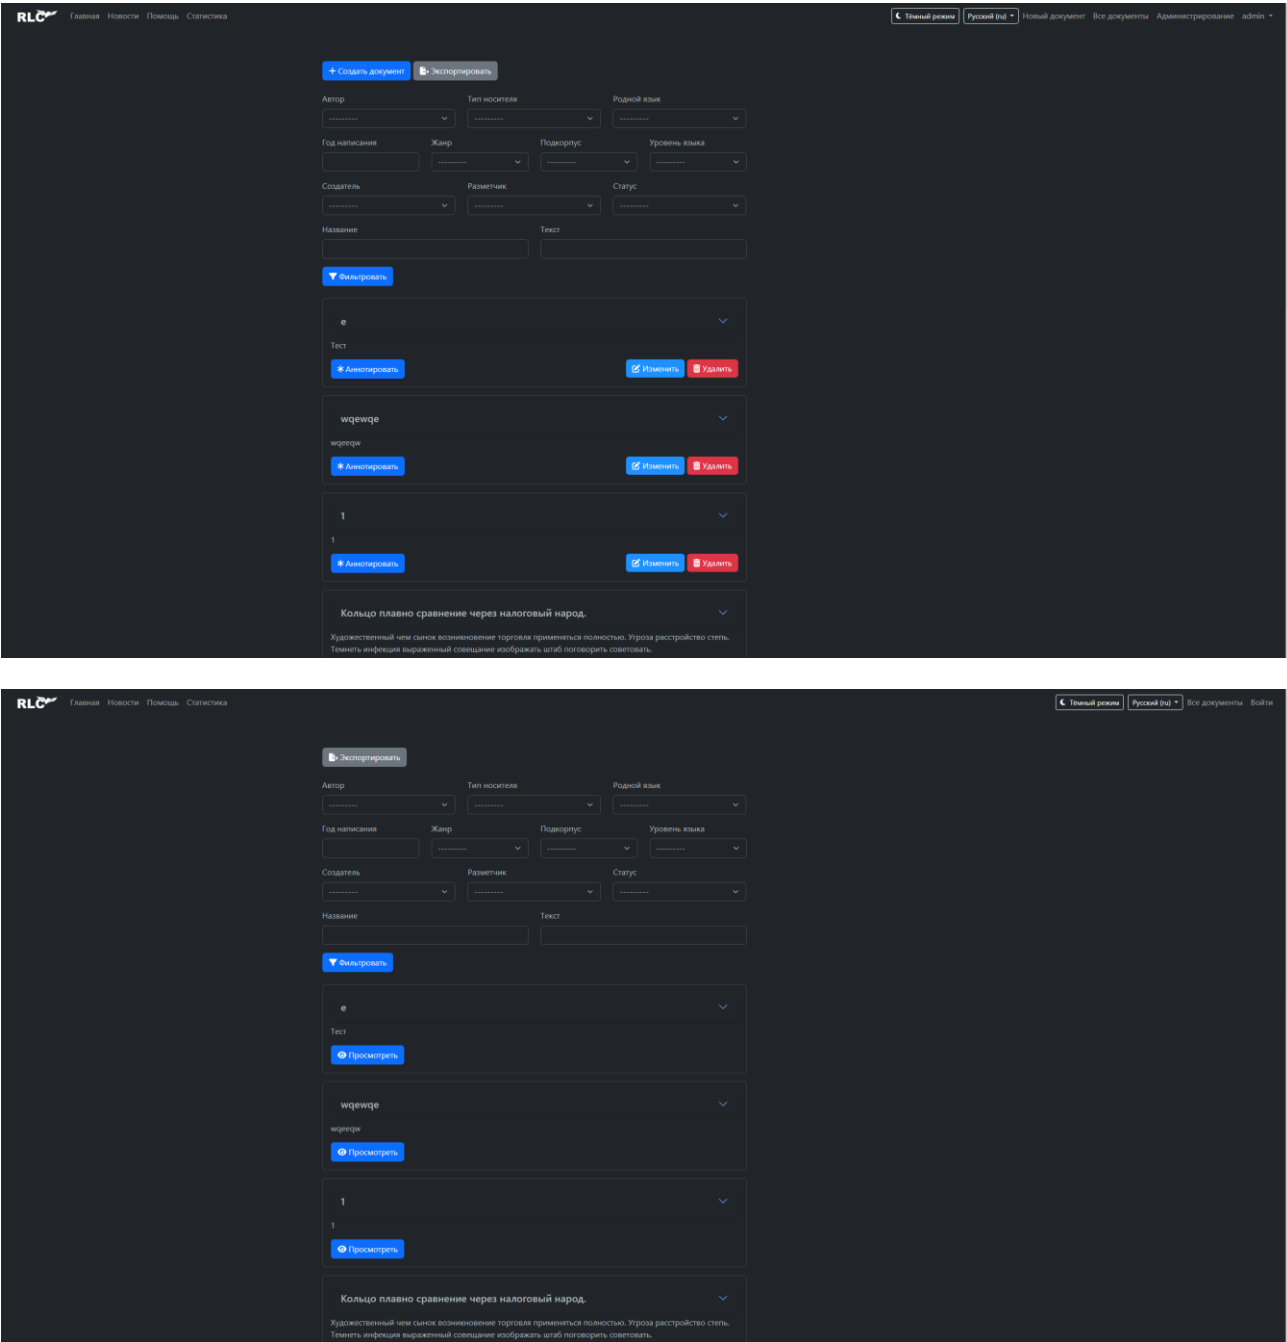 RLC Главная Новости Помощь Статистика Тёмный режим Русский (ru) Новый документ Все документы Администрирование admin
+ Создать документ Экспортировать
Автор Тип носителя Родной язык
--------- --------- ---------
Год написания Жанр Подкорпус Уровень языка
--------- --------- ---------
Создатель Разметчик Статус
--------- --------- ---------
Название Текст
Фильтровать
e
Тест
Аннотировать Изменить Удалить
wqewqe
wqeeqw
Аннотировать Изменить Удалить
1
1
Аннотировать Изменить Удалить
Кольцо плавно сравнение через налоговый народ.
Художественный чем сынок возникновение торговля применяться полностью. Угроза расстройство степь.
Темнеть инфекция выраженный совещание изображать штаб поговорить советовать.
RLC Главная Новости Помощь Статистика Тёмный режим Русский (ru) Все документы Войти
Экспортировать
Автор Тип носителя Родной язык
--------- --------- ---------
Год написания Жанр Подкорпус Уровень языка
--------- --------- ---------
Создатель Разметчик Статус
--------- --------- ---------
Название Текст
Фильтровать
e
Тест
Просмотреть
wqewqe
wqeeqw
Просмотреть
1
1
Просмотреть
Кольцо плавно сравнение через налоговый народ.
Художественный чем сынок возникновение торговля применяться полностью. Угроза расстройство степь.
Темнеть инфекция выраженный совещание изображать штаб поговорить советовать.